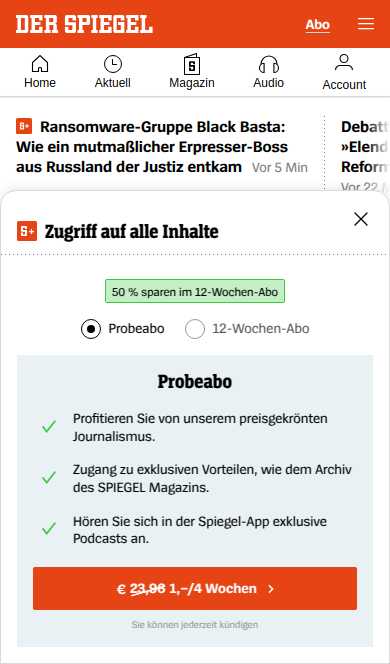 DER SPIEGEL
Abo
Home
Aktuell
Magazin
Audio
Account
S+ Ransomware-Gruppe Black Basta:
Wie ein mutmaßlicher Erpresser-Boss
aus Russland der Justiz entkam Vor 5 Min
Debatt
»Elend
Reform
Vor 22 M
S+ Zugriff auf alle Inhalte
50 % sparen im 12-Wochen-Abo
Probeabo
12-Wochen-Abo
Probeabo
Profitieren Sie von unserem preisgekrönten
Journalismus.
Zugang zu exklusiven Vorteilen, wie dem Archiv
des SPIEGEL Magazins.
Hören Sie sich in der Spiegel-App exklusive
Podcasts an.
€ 23,96 1,–/4 Wochen
Sie können jederzeit kündigen